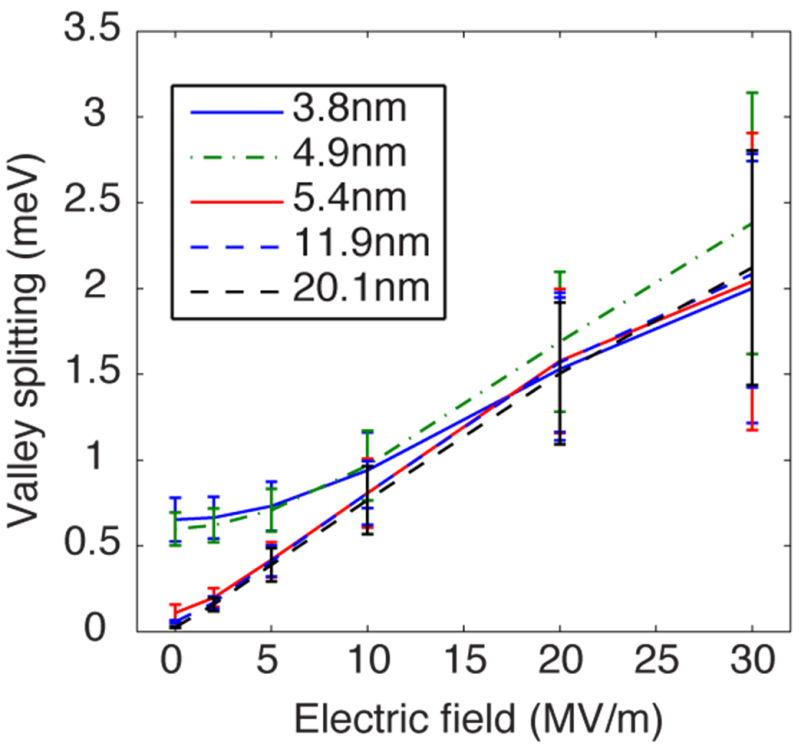 3.5
3
2.5
2
1.5
1
0.5
0
Valley splitting (meV)
3.8nm
4.9nm
5.4nm
11.9nm
20.1nm
0 5 10 15 20 25 30
Electric field (MV/m)